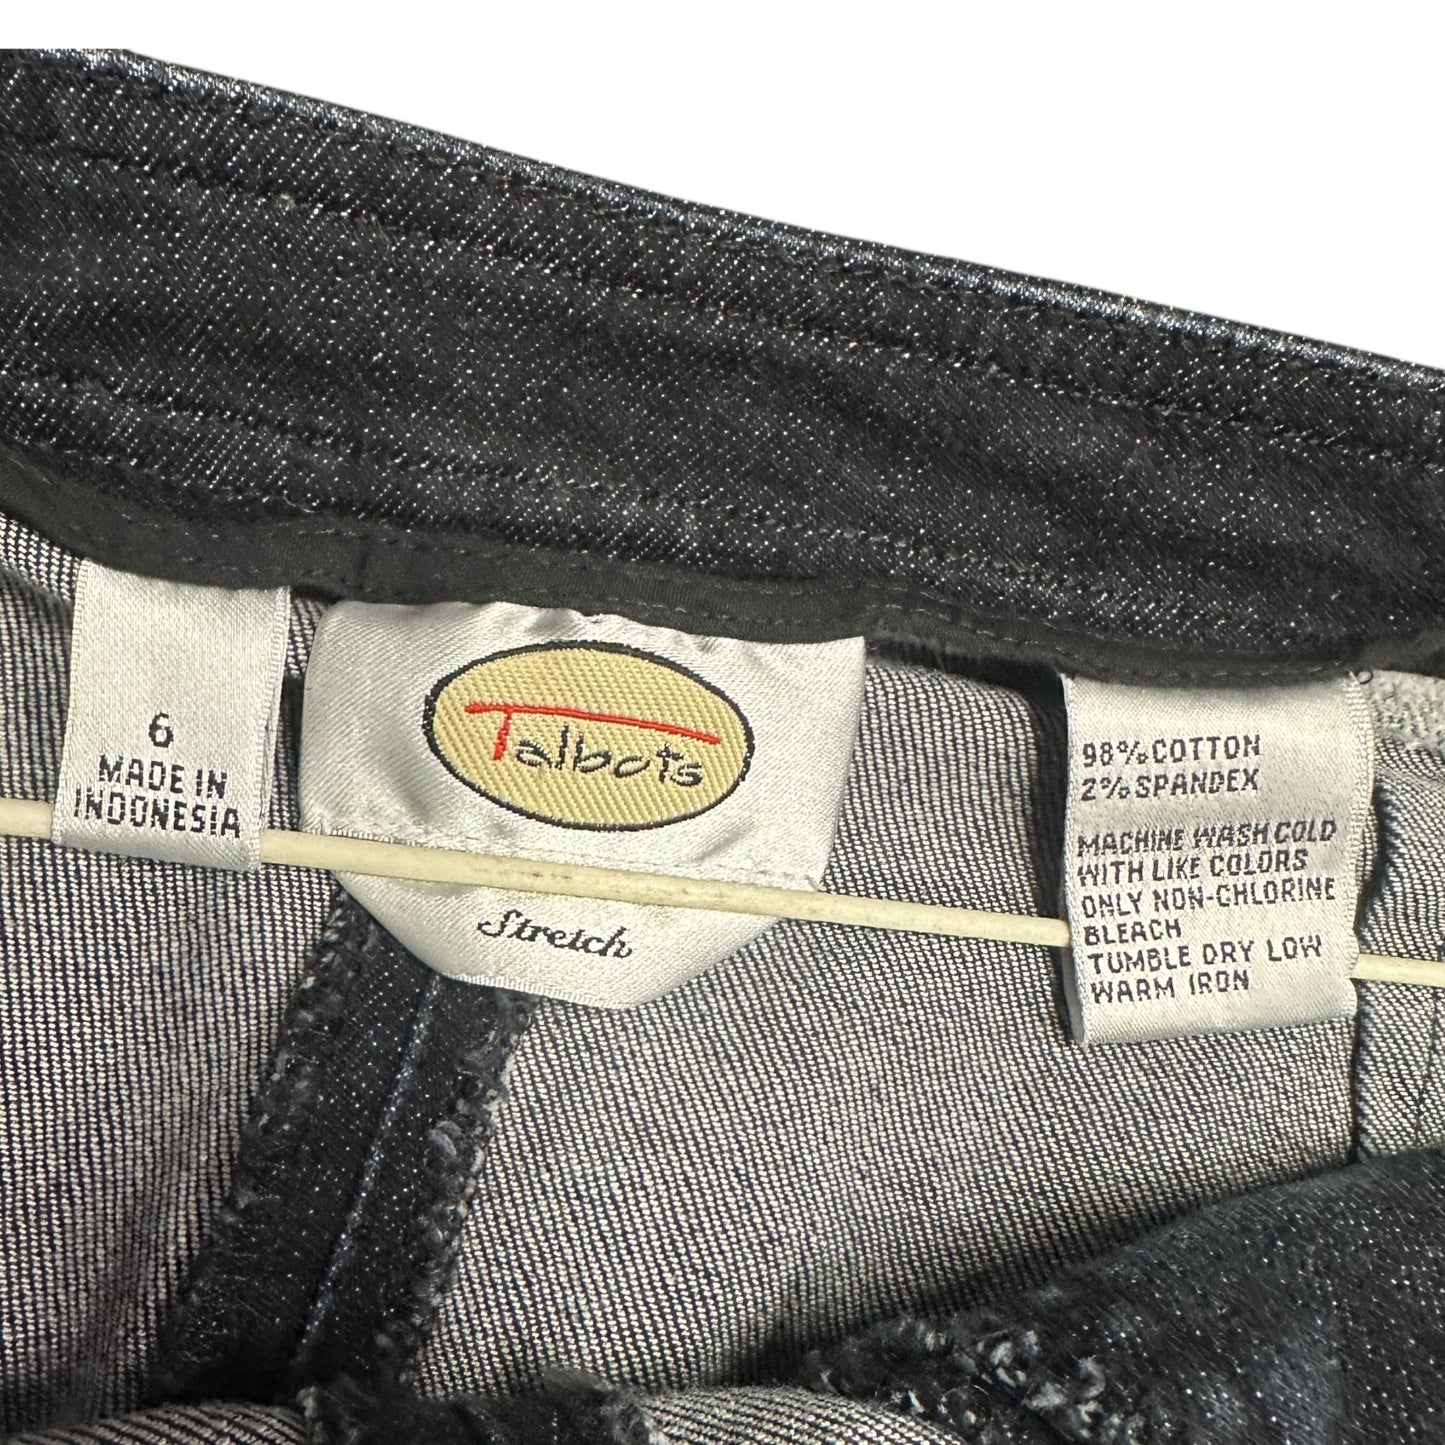 6
MADE IN
INDONESIA
Talbots
Stretch
98% COTTON
2% SPANDEX
MACHINE WASH COLD
WITH LIKE COLORS
ONLY NON-CHLORINE
BLEACH
TUMBLE DRY LOW
WARM IRON